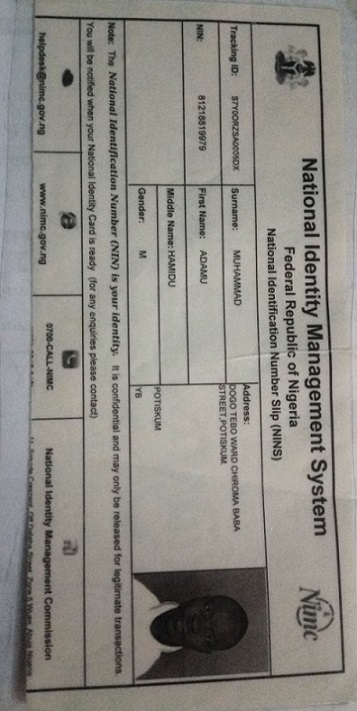 National Identity Management System
Federal Republic of Nigeria
National Identification Number Slip (NINS)
Nimc
Tracking ID: Surname: MUHAMMAD Address:
DOGO TEBO WARD CHIROMA BABA
STREET,POTISKUM.
NIN: 81218819979 First Name: ADAMU
Middle Name: HAMIDU POTISKUM
Gender: M YB
Note: The National Identification Number (NIN) is your identity. It is confidential and may only be released for legitimate transactions.
You will be notified when your National Identity Card is ready (for any enquiries please contact)
helpdesk@nimc.gov.ng www.nimc.gov.ng 0700-CALL-NIMC National Identity Management Commission